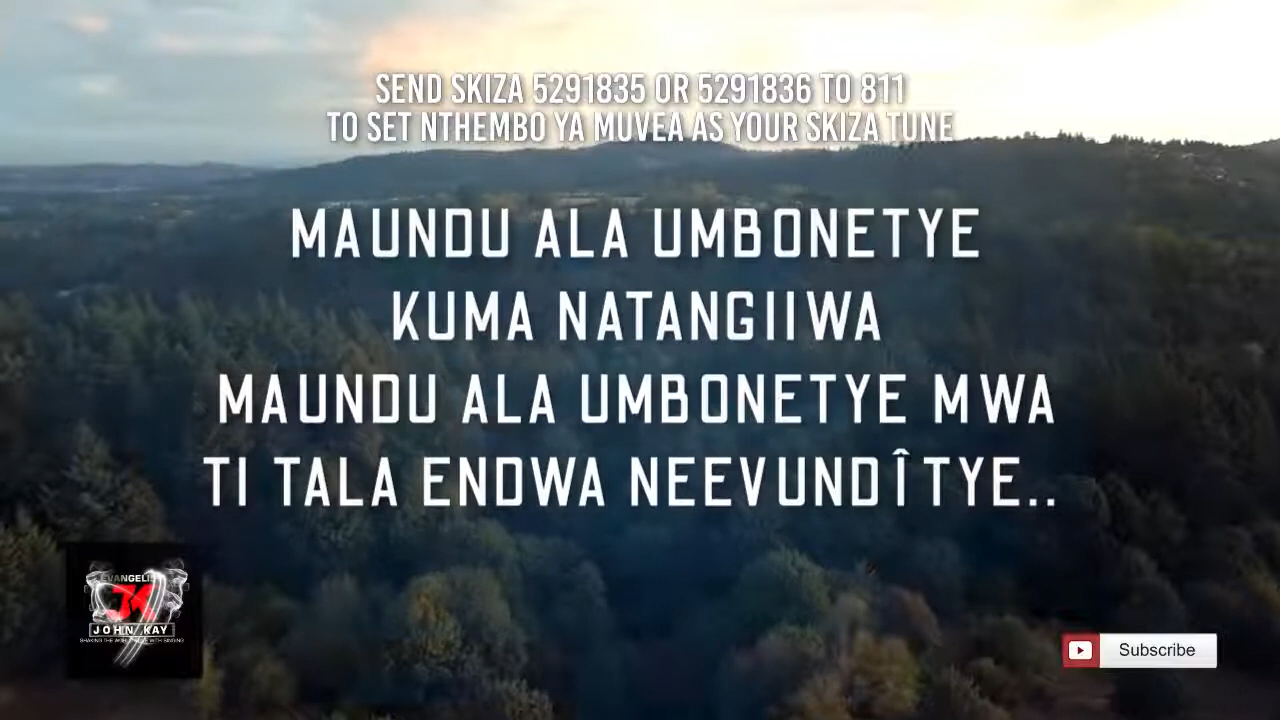 SEND SKIZA 5291835 OR 5291836 TO 811
TO SET NTHEMBO YA MUVEA AS YOUR SKIZA TUNE
MAUNDU ALA UMBONETYE
KUMA NATANGIIWA
MAUNDU ALA UMBONETYE MWA
TI TALA ENDWA NEEVUNDÎTYE..
JOHN KAY
Subscribe